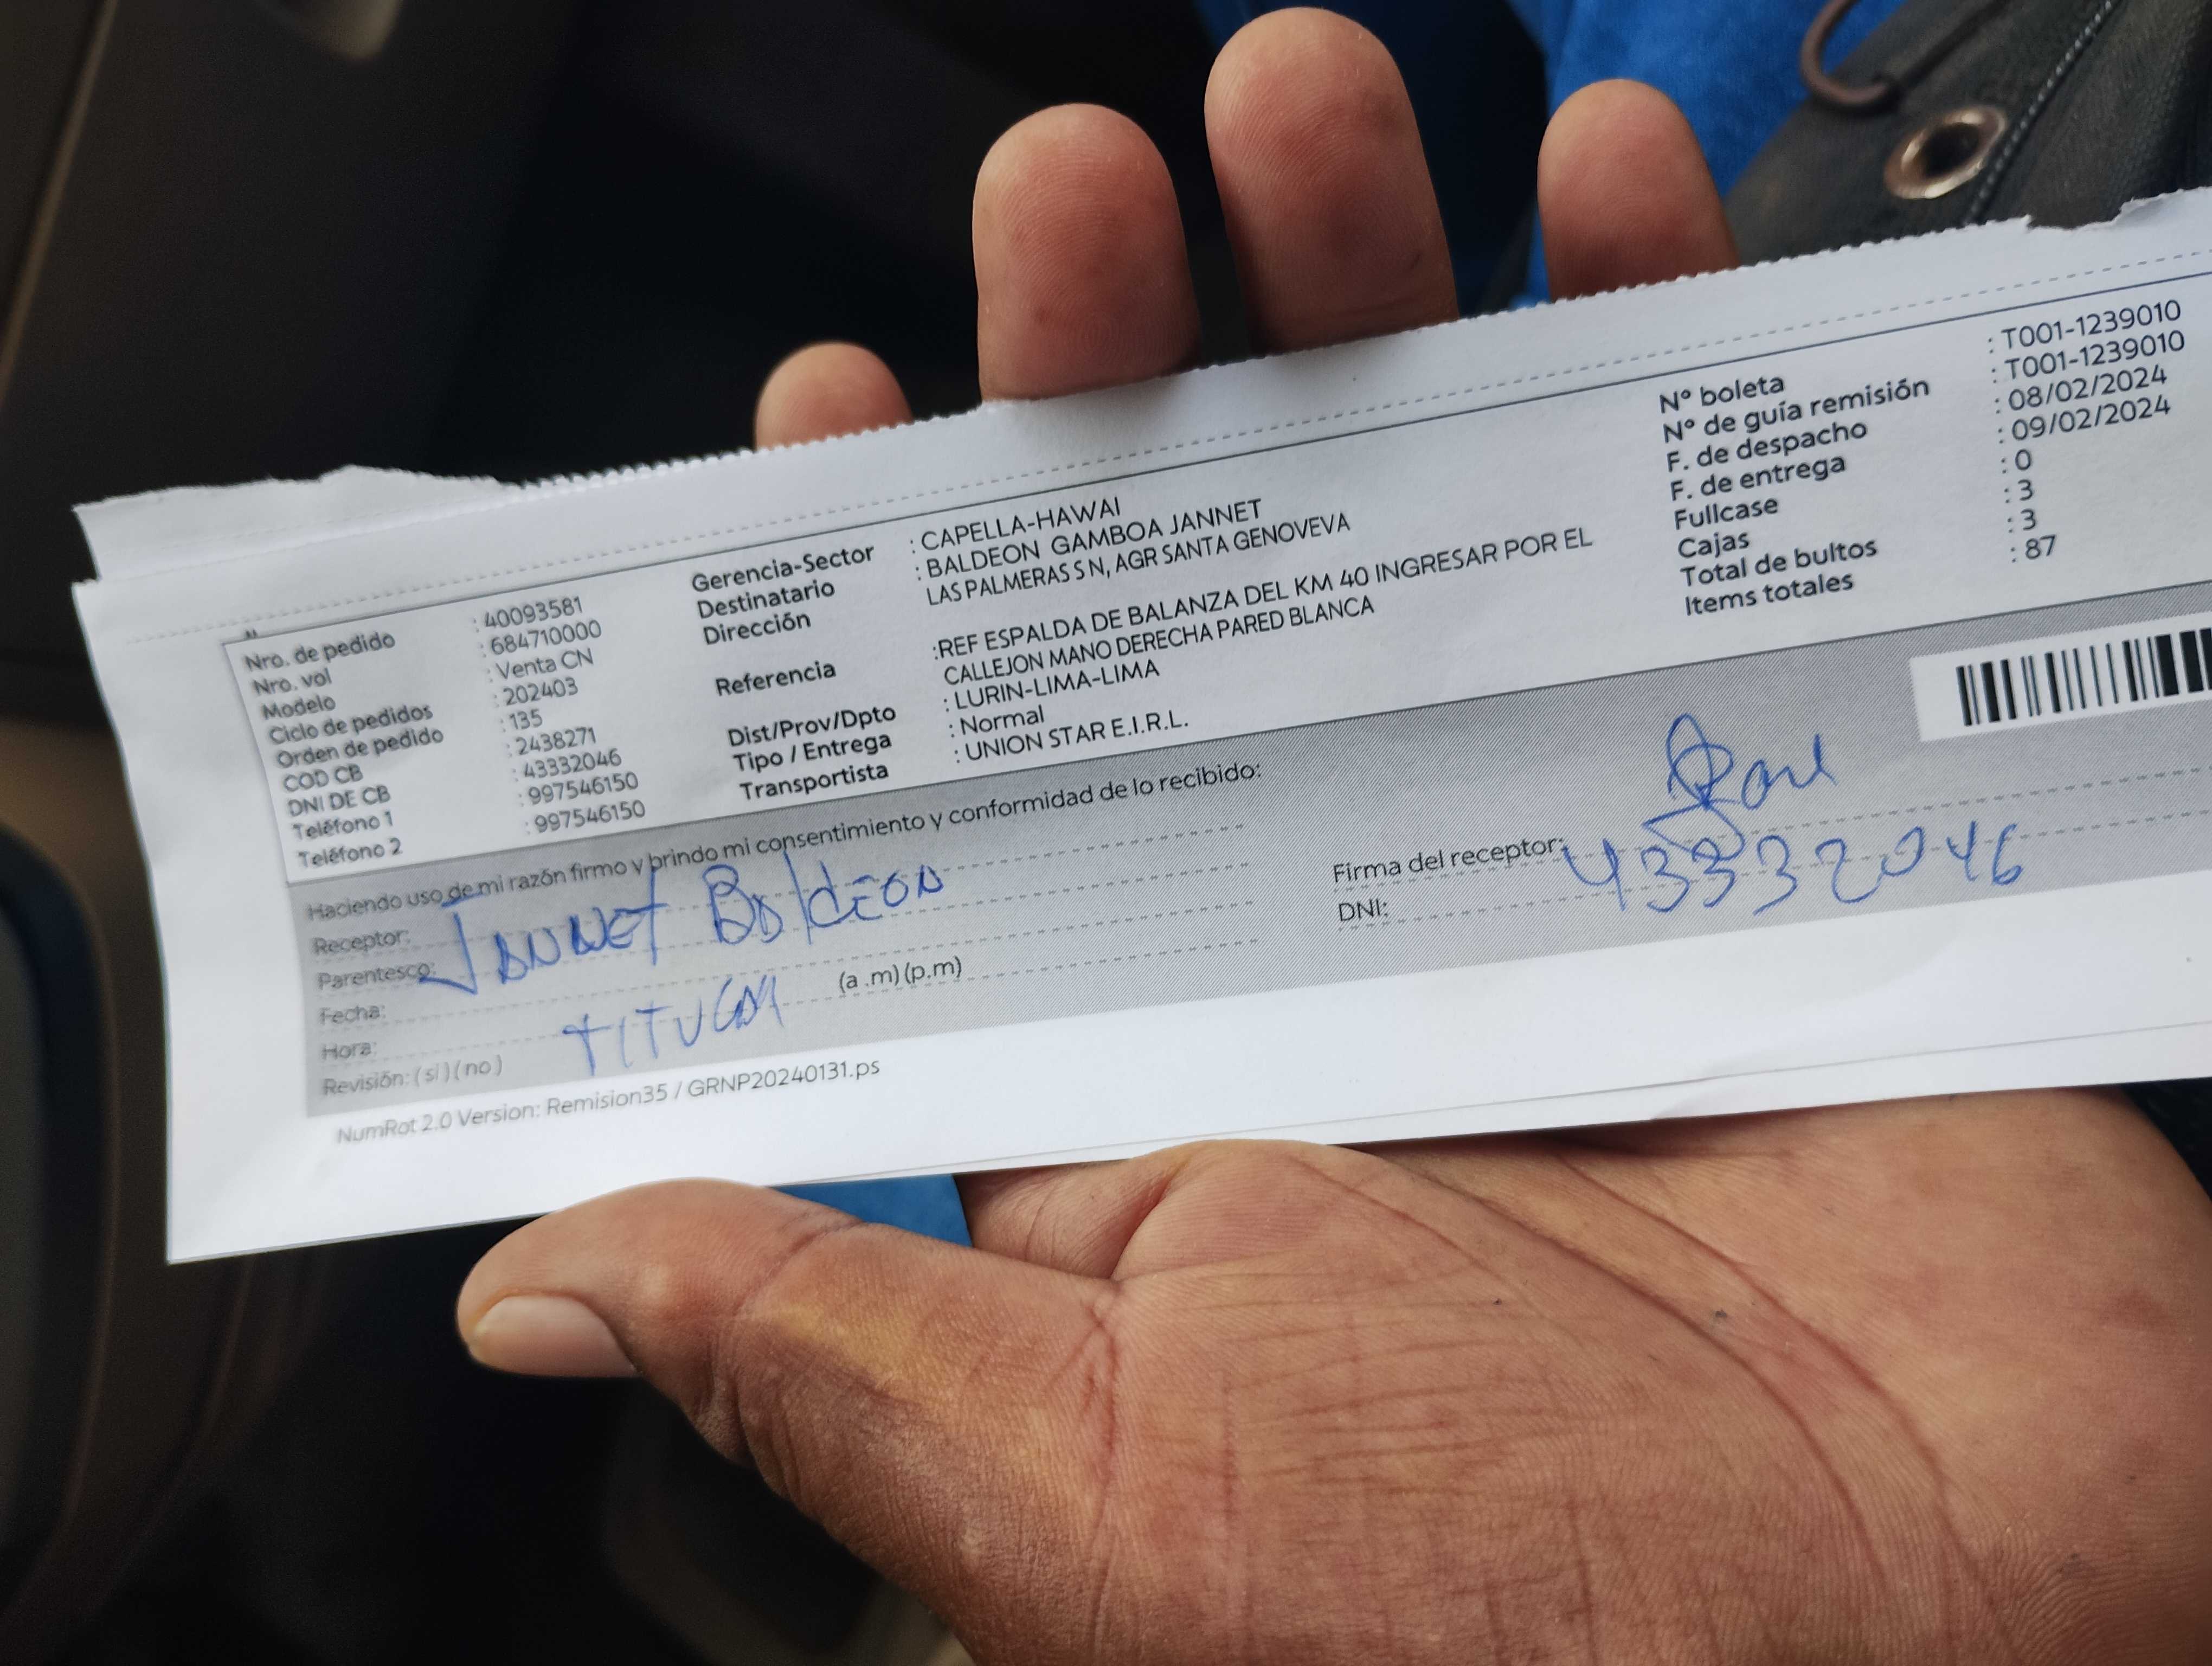 Nro. de pedido : 40093581
Nro. vol : 684710000
Modelo : Venta CN
Ciclo de pedidos : 202403
Orden de pedido : 135
COD CB : 2438271
DNI DE CB : 43332046
Teléfono 1 : 997546150
Teléfono 2 : 997546150
Gerencia-Sector : CAPELLA-HAWAI
Destinatario : BALDEON GAMBOA JANNET
Dirección LAS PALMERAS S N, AGR SANTA GENOVEVA
Referencia :REF ESPALDA DE BALANZA DEL KM 40 INGRESAR POR EL
CALLEJON MANO DERECHA PARED BLANCA
Dist/Prov/Dpto : LURIN-LIMA-LIMA
Tipo / Entrega : Normal
Transportista : UNION STAR E.I.R.L.
N° boleta : T001-1239010
N° de guía remisión : T001-1239010
F. de despacho : 08/02/2024
F. de entrega : 09/02/2024
Fullcase : 0
Cajas : 3
Total de bultos : 3
Items totales : 87
Haciendo uso de mi razón firmo y brindo mi consentimiento y conformidad de lo recibido:
Receptor: JANNET BalDEON
Parentesco:
Fecha:
Hora: (a .m) (p.m)
Revisión: (sí) (no) TITULAR
Firma del receptor:
DNI: 43332046
NumRot 2.0 Version: Remision35 / GRNP20240131.ps